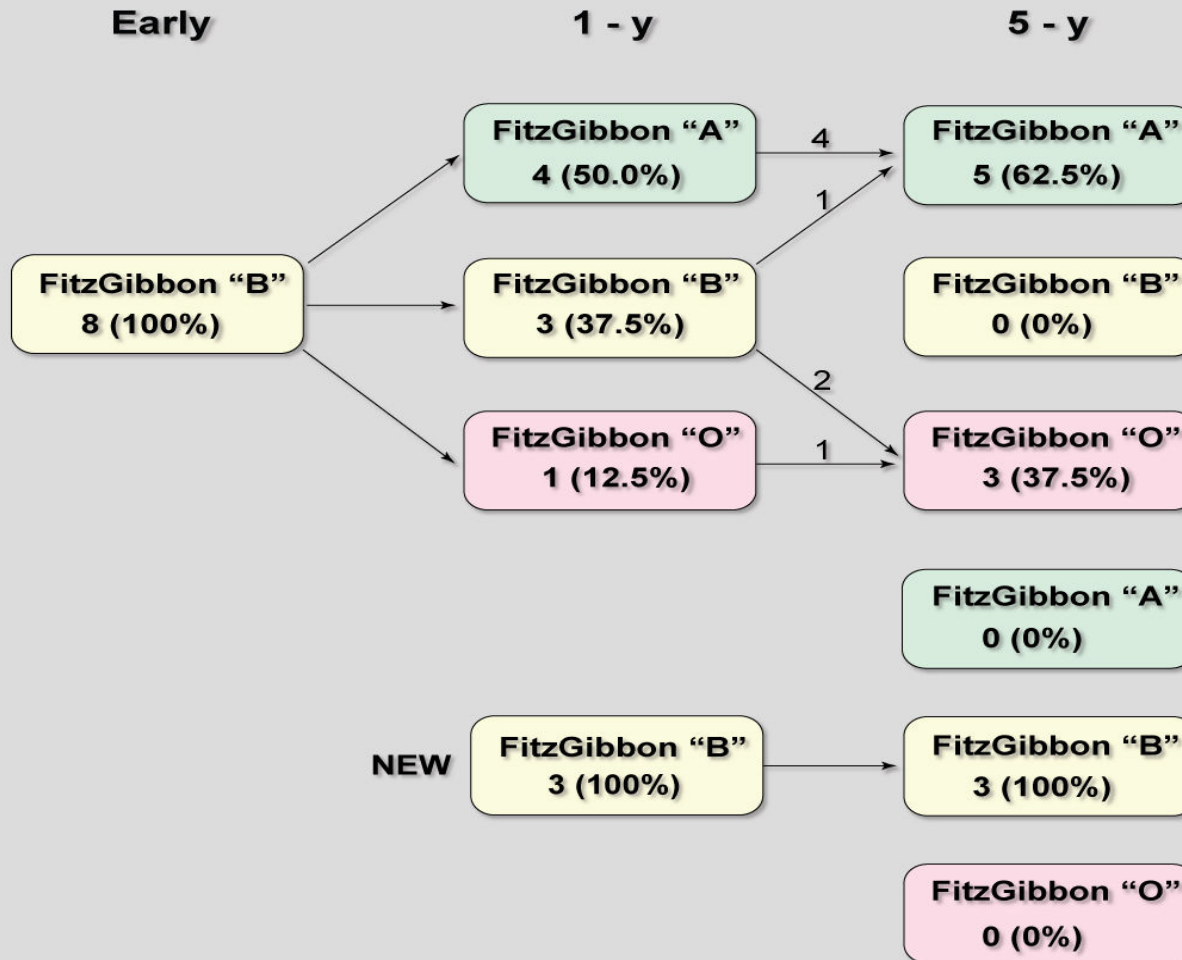 Early
1 - y
5 - y
FitzGibbon “A”
4 (50.0%)
4
FitzGibbon “A”
5 (62.5%)
1
FitzGibbon “B”
8 (100%)
FitzGibbon “B”
3 (37.5%)
FitzGibbon “B”
0 (0%)
2
FitzGibbon “O”
1 (12.5%)
1
FitzGibbon “O”
3 (37.5%)
FitzGibbon “A”
0 (0%)
NEW
FitzGibbon “B”
3 (100%)
FitzGibbon “B”
3 (100%)
FitzGibbon “O”
0 (0%)